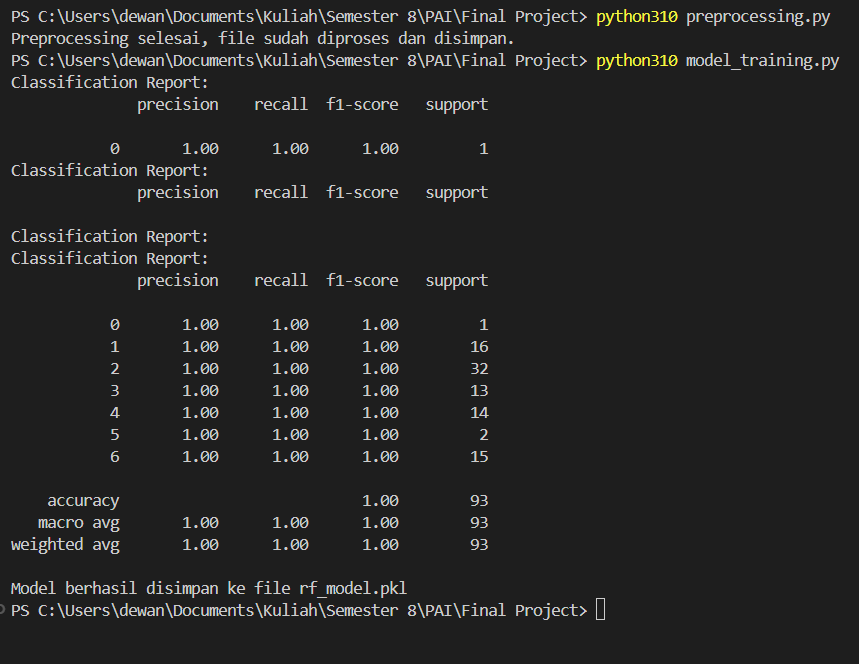 PS C:\Users\dewan\Documents\Kuliah\Semester 8\PAI\Final Project> python310 preprocessing.py
Preprocessing selesai, file sudah diproses dan disimpan.
PS C:\Users\dewan\Documents\Kuliah\Semester 8\PAI\Final Project> python310 model_training.py
Classification Report:
precision recall f1-score support
0 1.00 1.00 1.00 1
Classification Report:
precision recall f1-score support
Classification Report:
Classification Report:
precision recall f1-score support
0 1.00 1.00 1.00 1
1 1.00 1.00 1.00 16
2 1.00 1.00 1.00 32
3 1.00 1.00 1.00 13
4 1.00 1.00 1.00 14
5 1.00 1.00 1.00 2
6 1.00 1.00 1.00 15
accuracy 1.00 93
macro avg 1.00 1.00 1.00 93
weighted avg 1.00 1.00 1.00 93
Model berhasil disimpan ke file rf_model.pkl
PS C:\Users\dewan\Documents\Kuliah\Semester 8\PAI\Final Project>